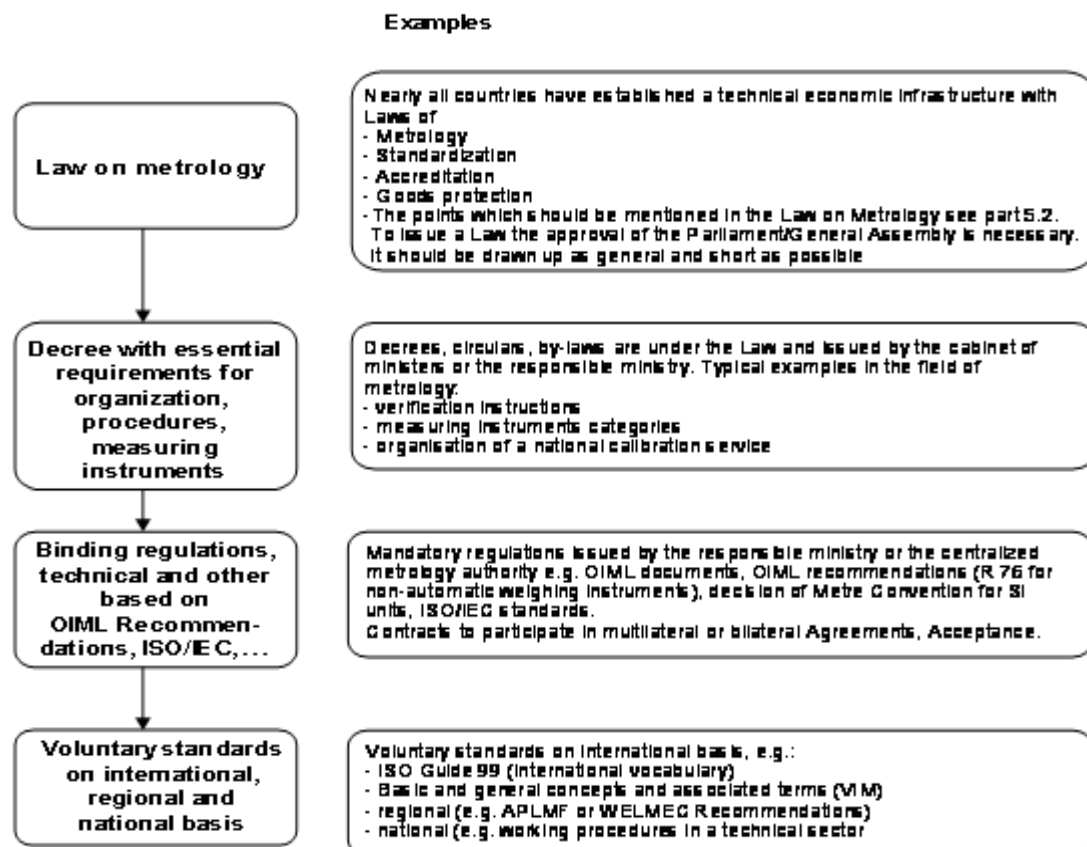 Examples
Law on metrology
Nearly all countries have established a technical economic infrastructure with
Laws of
- Metrology
- Standardization
- Accreditation
- Goods protection
- The points which should be mentioned in the Law on Metrology see part 5.2.
To issue a Law the approval of the Parliament/General Assembly is necessary.
It should be drawn up as general and short as possible
Decree with essential
requirements for
organization,
procedures,
measuring
instruments
Decrees, circulars, by-laws are under the Law and issued by the cabinet of
ministers or the responsible ministry. Typical examples in the field of
metrology:
- verification instructions
- measuring instruments categories
- organisation of a national calibration service
Binding regulations,
technical and other
based on
OIML Recommen-
dations, ISO/IEC, ...
Mandatory regulations issued by the responsible ministry or the centralized
metrology authority e.g. OIML documents, OIML recommendations (R 76 for
non-automatic weighing instruments), decision of Metre Convention for SI
units, ISO/IEC standards.
Contracts to participate in multilateral or bilateral Agreements, Acceptance.
Voluntary standards
on international,
regional and
national basis
Voluntary standards on international basis, e.g.:
- ISO Guide 99 (international vocabulary)
- Basic and general concepts and associated terms (VIM)
- regional (e.g. APLMF or WELMEC Recommendations)
- national (e.g. working procedures in a technical sector